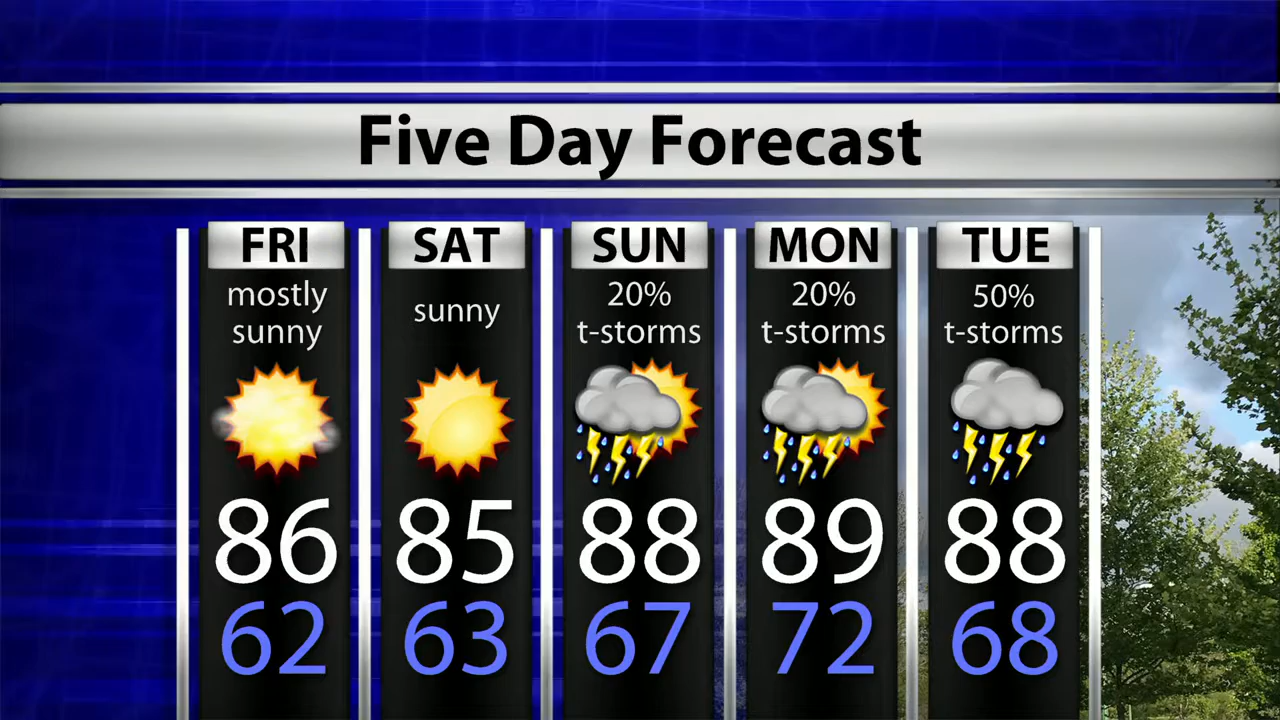 Five Day Forecast
FRI
mostly
sunny
86
62
SAT
sunny
85
63
SUN
20%
t-storms
88
67
MON
20%
t-storms
89
72
TUE
50%
t-storms
88
68